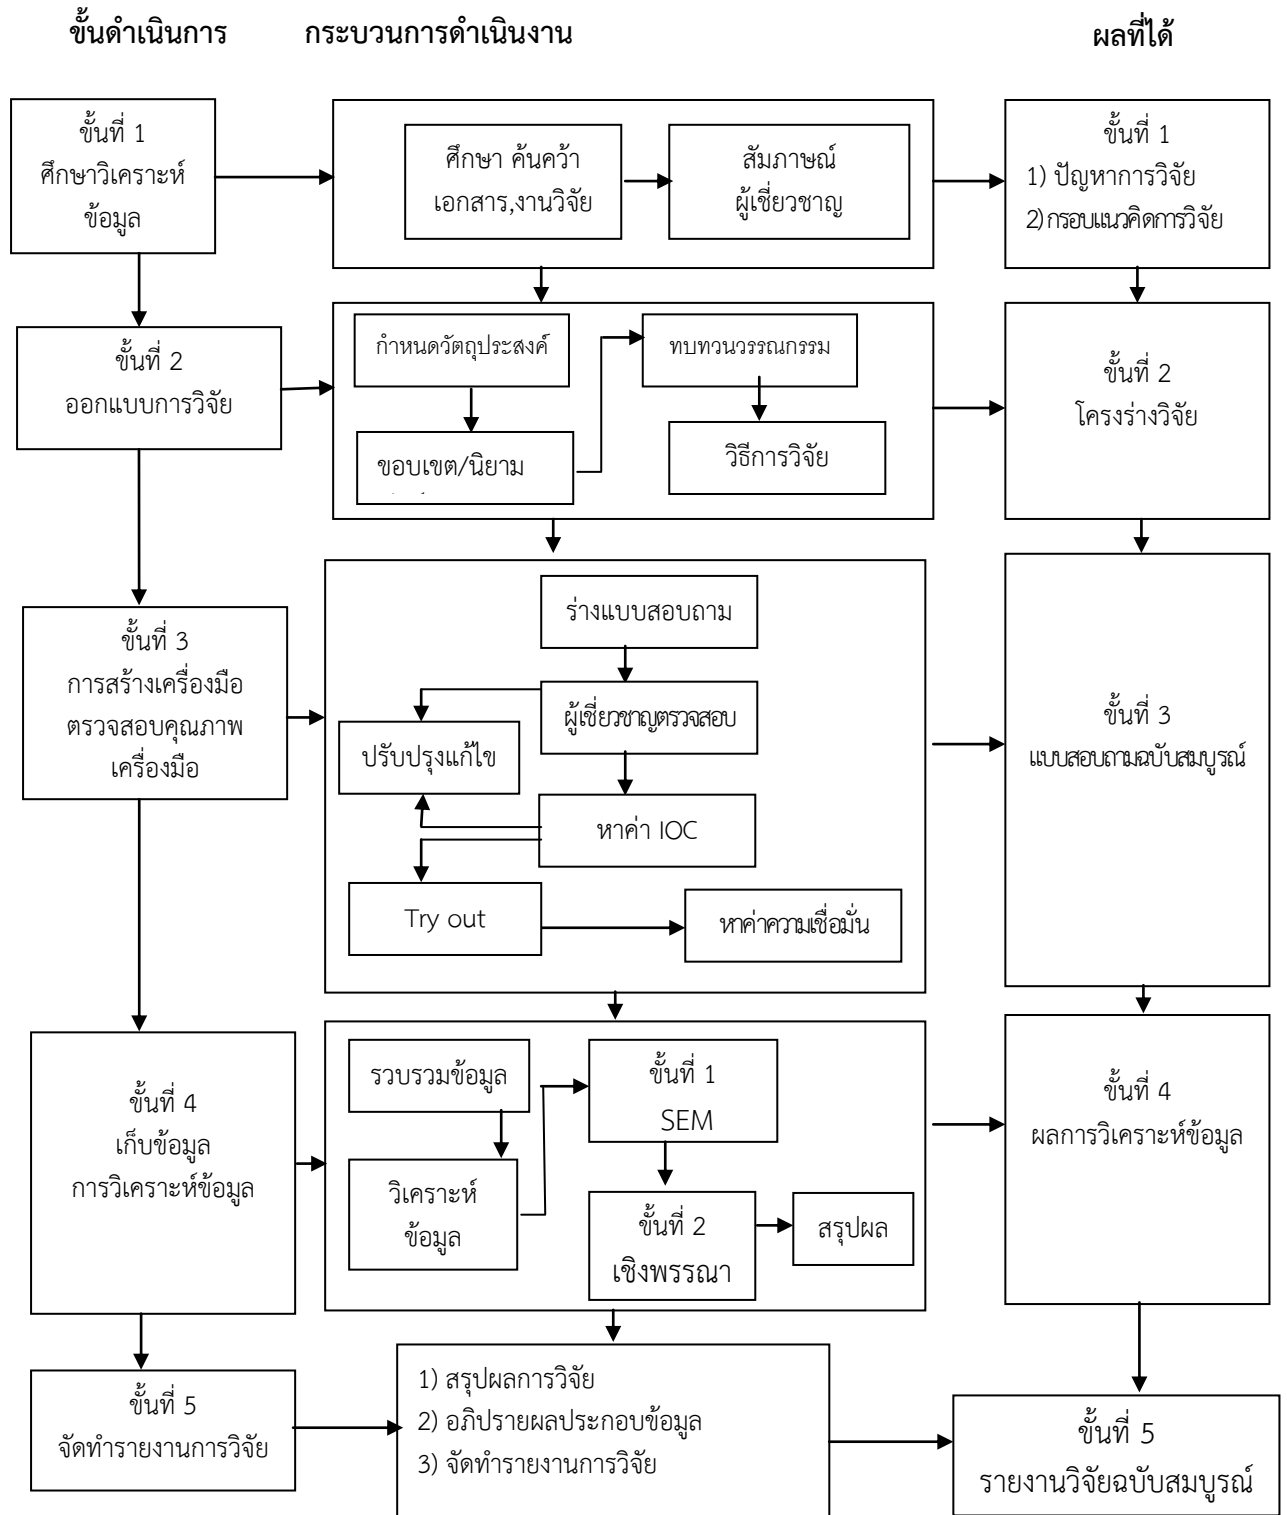 ขั้นดำเนินการ กระบวนการดำเนินงาน ผลที่ได้
ขั้นที่ 1
ศึกษาวิเคราะห์
ข้อมูล
ศึกษา ค้นคว้า
เอกสาร,งานวิจัย
สัมภาษณ์
ผู้เชี่ยวชาญ
ขั้นที่ 1
1) ปัญหาการวิจัย
2)กรอบแนวคิดการวิจัย
ขั้นที่ 2
ออกแบบการวิจัย
กำหนดวัตถุประสงค์
ขอบเขต/นิยาม
ทบทวนวรรณกรรม
วิธีการวิจัย
ขั้นที่ 2
โครงร่างวิจัย
ขั้นที่ 3
การสร้างเครื่องมือ
ตรวจสอบคุณภาพ
เครื่องมือ
ร่างแบบสอบถาม
ผู้เชี่ยวชาญตรวจสอบ
ปรับปรุงแก้ไข
หาค่า IOC
Try out
หาค่าความเชื่อมั่น
ขั้นที่ 3
แบบสอบถามฉบับสมบูรณ์
ขั้นที่ 4
เก็บข้อมูล
การวิเคราะห์ข้อมูล
รวบรวมข้อมูล
วิเคราะห์
ข้อมูล
ขั้นที่ 1
SEM
ขั้นที่ 2
เชิงพรรณา
สรุปผล
ขั้นที่ 4
ผลการวิเคราะห์ข้อมูล
ขั้นที่ 5
จัดทำรายงานการวิจัย
1) สรุปผลการวิจัย
2) อภิปรายผลประกอบข้อมูล
3) จัดทำรายงานการวิจัย
ขั้นที่ 5
รายงานวิจัยฉบับสมบูรณ์